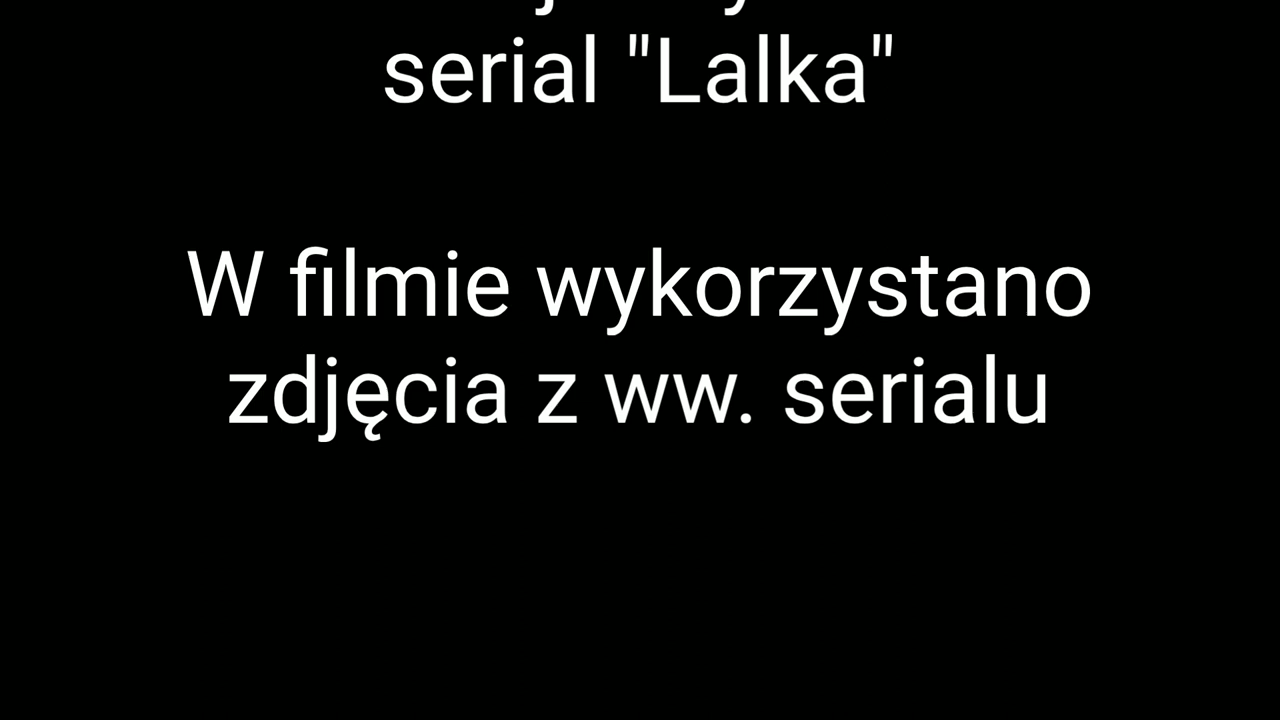 serial "Lalka"
W filmie wykorzystano
zdjęcia z ww. serialu